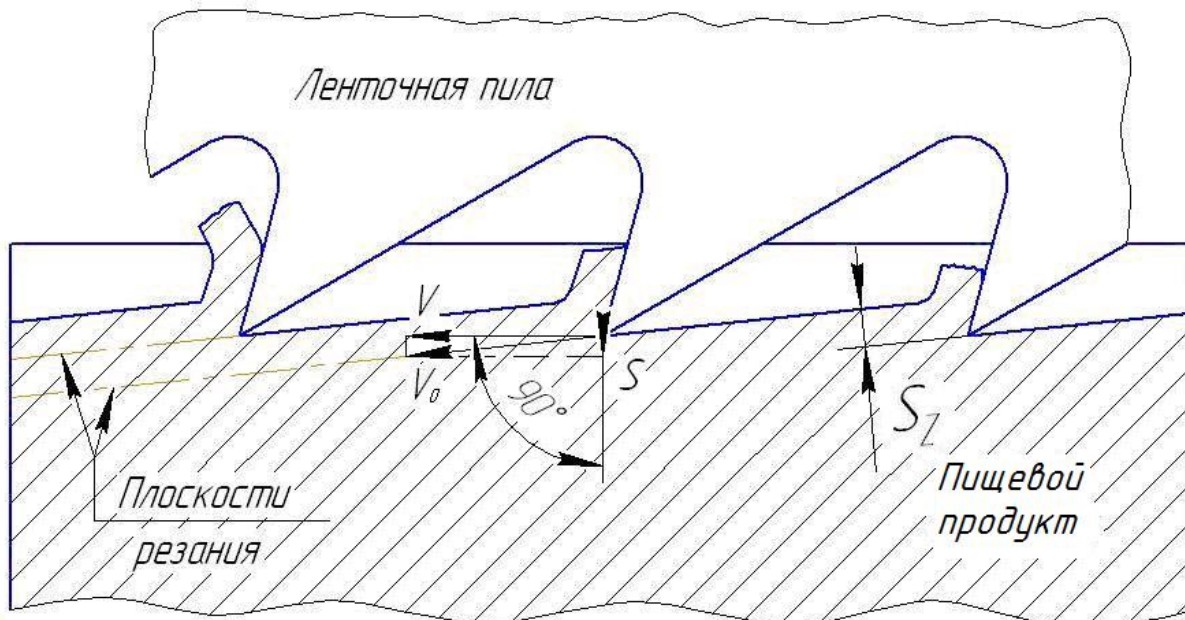 Ленточная пила
V
V₀
90°
S
S_Z
Плоскости
резания
Пищевой
продукт